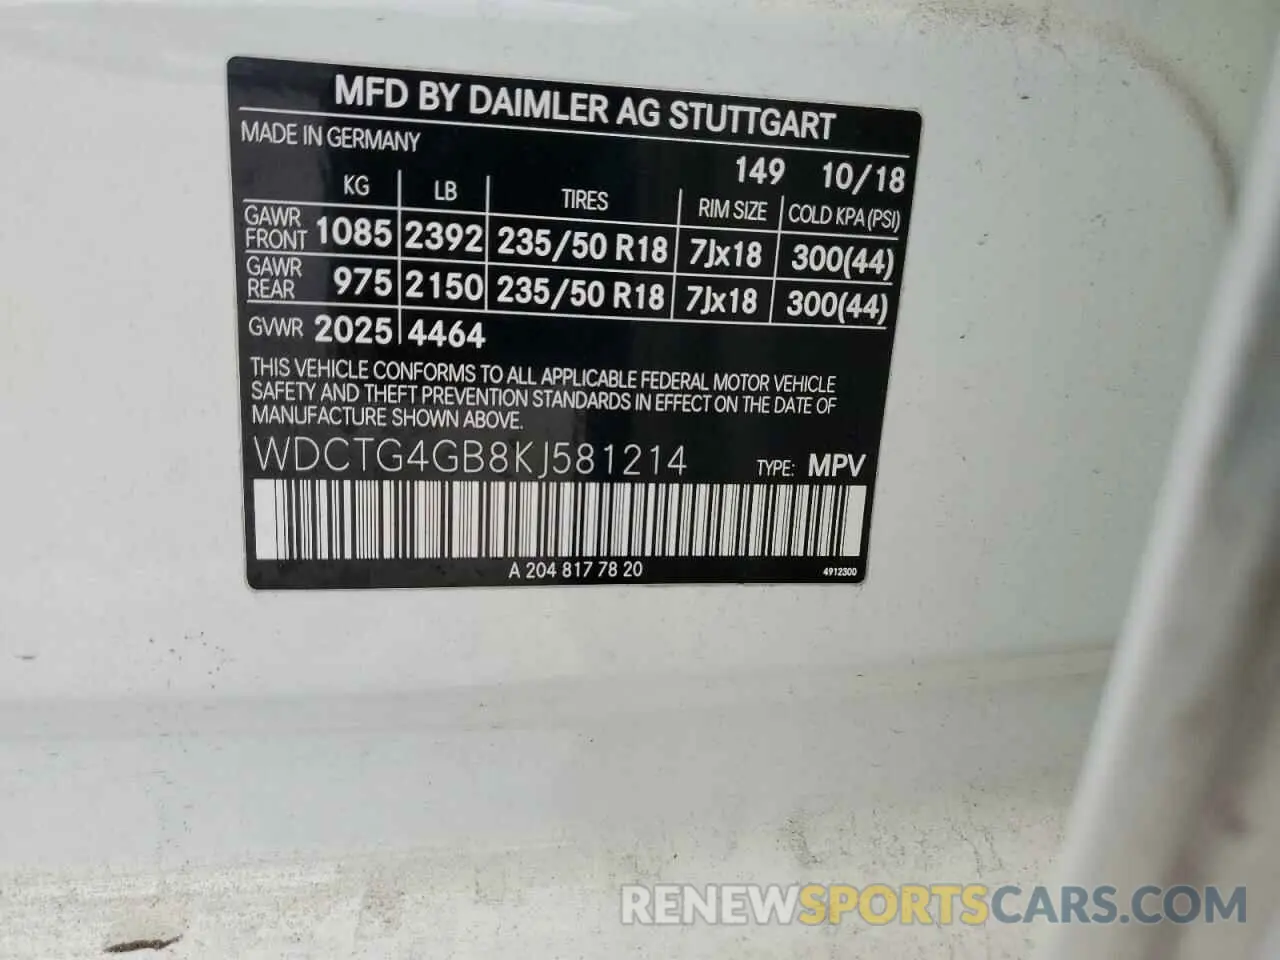 MFD BY DAIMLER AG STUTTGART
MADE IN GERMANY
149 10/18
KG LB TIRES RIM SIZE COLD KPA (PSI)
GAWR FRONT 1085 2392 235/50 R18 7Jx18 300(44)
GAWR REAR 975 2150 235/50 R18 7Jx18 300(44)
GVWR 2025 4464
THIS VEHICLE CONFORMS TO ALL APPLICABLE FEDERAL MOTOR VEHICLE
SAFETY AND THEFT PREVENTION STANDARDS IN EFFECT ON THE DATE OF
MANUFACTURE SHOWN ABOVE.
WDCTG4GB8KJ581214 TYPE: MPV
A 204 817 78 20 4912300
RENEWSPORTSCARS.COM